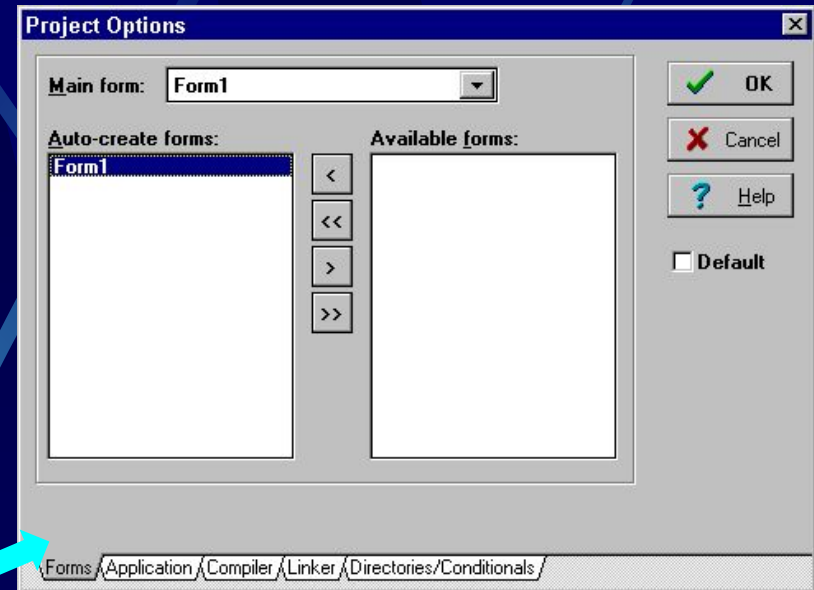 Project Options
Main form: Form1
Auto-create forms:
Form1
Available forms:
<
<<
>
>>
OK
Cancel
? Help
Default
Forms Application Compiler Linker Directories/Conditionals